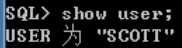 SQL> show user;
USER 为 "SCOTT"